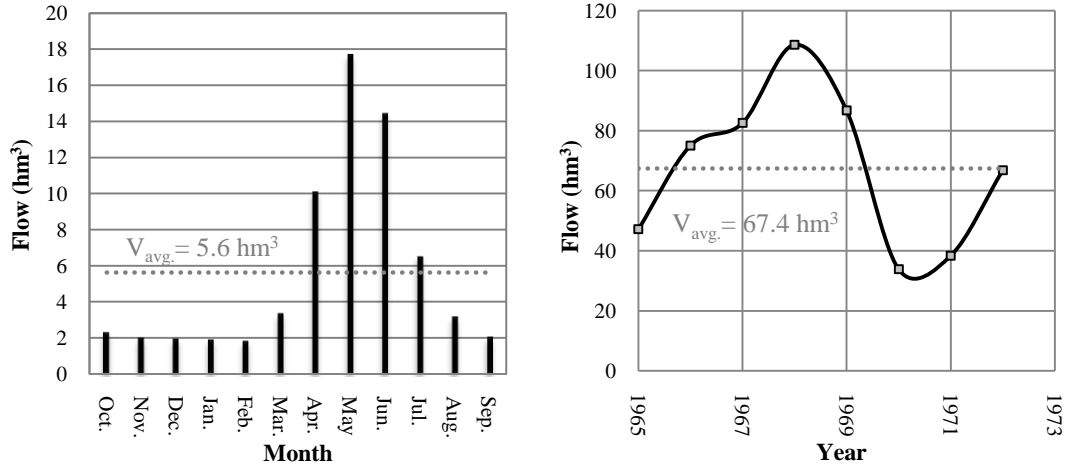 20
18
16
14
12
10
8
6
4
2
0
Flow (hm³)
V avg. = 5.6 hm³
Oct.
Nov.
Dec.
Jan.
Feb.
Mar.
Apr.
May
Jun.
Jul.
Aug.
Sep.
Month
120
100
80
60
40
20
0
Flow (hm³)
V avg. = 67.4 hm³
1965
1967
1969
1971
1973
Year